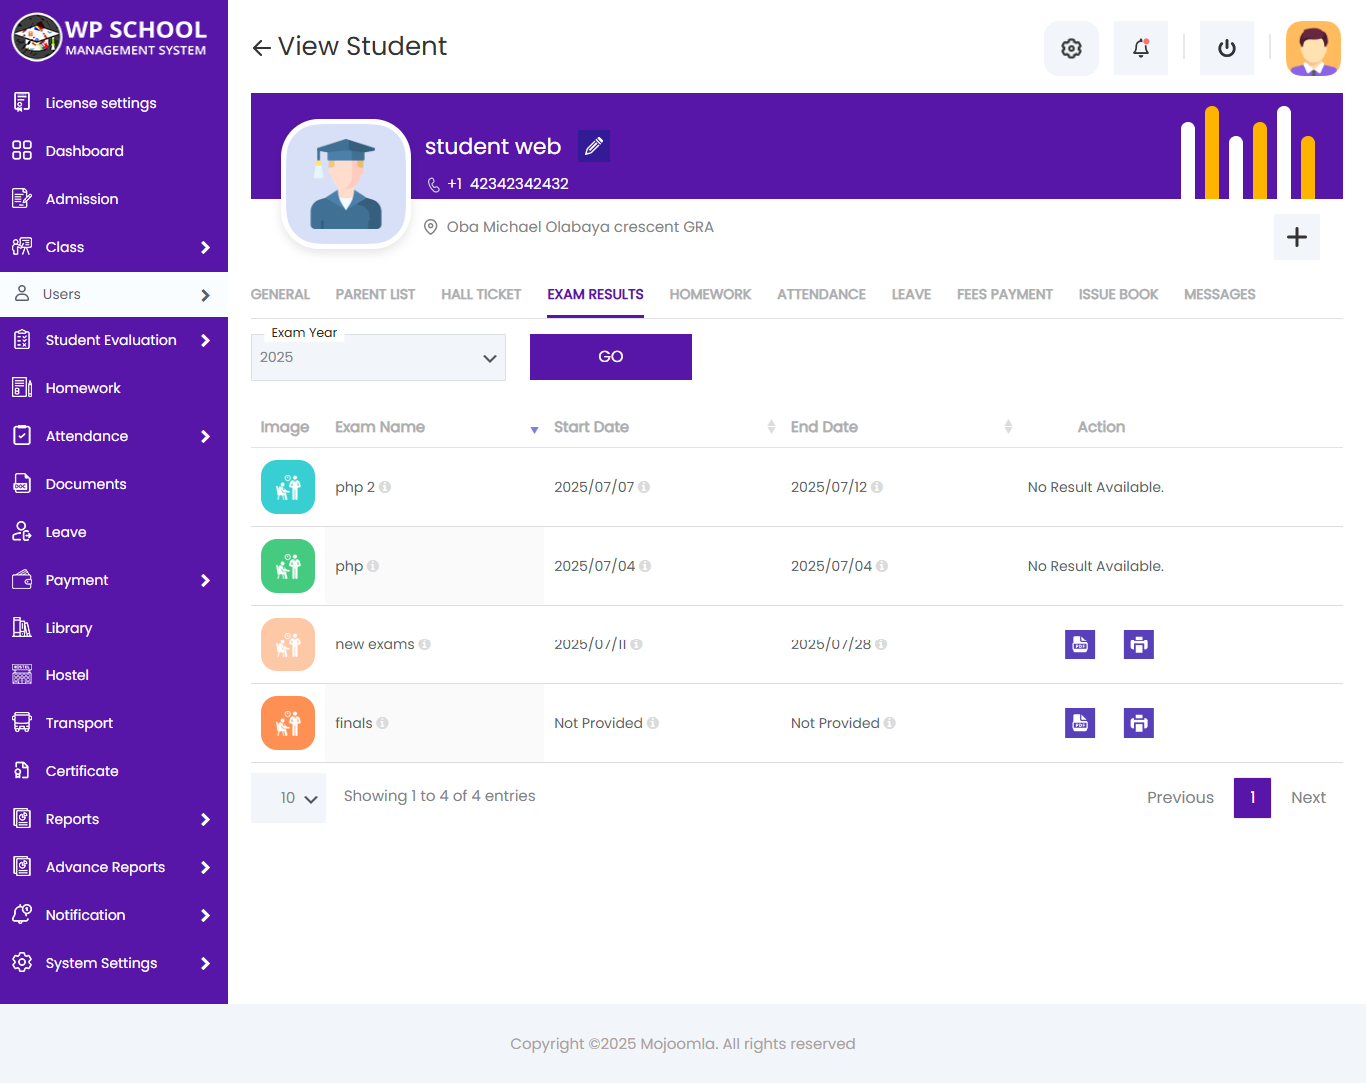 WP SCHOOL
MANAGEMENT SYSTEM
License settings
Dashboard
Admission
Class
Users
Student Evaluation
Homework
Attendance
Documents
Leave
Payment
Library
Hostel
Transport
Certificate
Reports
Advance Reports
Notification
System Settings
View Student
student web
+1 42342342432
Oba Michael Olabaya crescent GRA
GENERAL PARENT LIST HALL TICKET EXAM RESULTS HOMEWORK ATTENDANCE LEAVE FEES PAYMENT ISSUE BOOK MESSAGES
Exam Year
2025 GO
Image Exam Name Start Date End Date Action
php 2 2025/07/07 2025/07/12 No Result Available.
php 2025/07/04 2025/07/04 No Result Available.
new exams 2025/07/11 2025/07/28 PDF
finals Not Provided Not Provided PDF
10 Showing 1 to 4 of 4 entries Previous 1 Next
Copyright ©2025 Mojoomla. All rights reserved